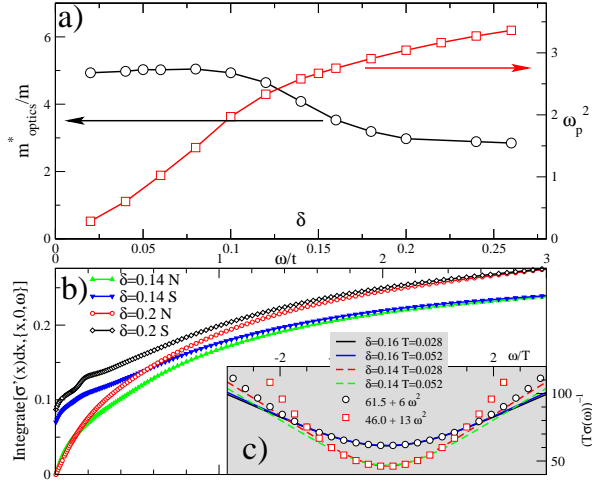 a)
6
4
2
0
m*optics/m
3
2
1
0
ωp2
δ
0 0.05 0.1 0.15 0.2 0.25
ω/t
0 1 2 3
b)
δ=0.14 N
δ=0.14 S
δ=0.2 N
δ=0.2 S
0.2
0.1
0
Integrate[σ'(x)dx,{x,0,ω}]
δ=0.16 T=0.028
δ=0.16 T=0.052
δ=0.14 T=0.028
δ=0.14 T=0.052
61.5 + 6 ω2
46.0 + 13 ω2
-2 2 ω/T
100
50
(Tσ(ω))-1
c)